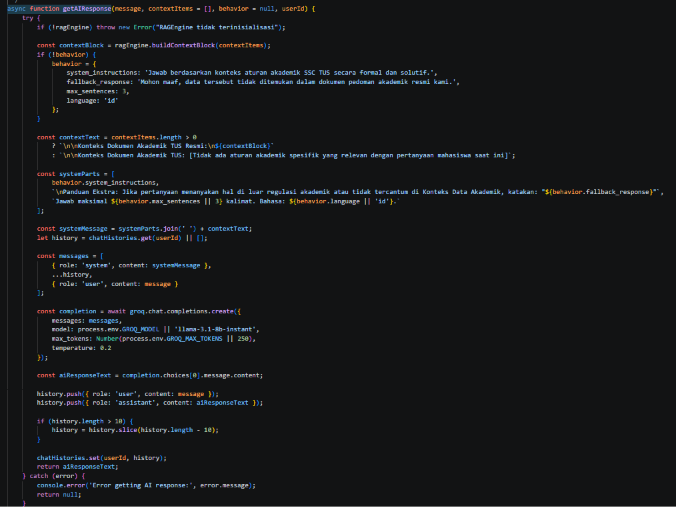 async function getAIResponse(message, contextItems = [], behavior = null, userId) {
try {
if (!ragEngine) throw new Error("RAGEngine tidak terinisialisasi");
const contextBlock = ragEngine.buildContextBlock(contextItems);
if (!behavior) {
behavior = {
system_instructions: 'Jawab berdasarkan konteks aturan akademik SSC TUS secara formal dan solutif.',
fallback_response: 'Mohon maaf, data tersebut tidak ditemukan dalam dokumen pedoman akademik resmi kami.',
max_sentences: 3,
language: 'id'
};
}
const contextText = contextItems.length > 0
? `\n\nKonteks Dokumen Akademik TUS Resmi:\n${contextBlock}`
: `\n\nKonteks Dokumen Akademik TUS: [Tidak ada aturan akademik spesifik yang relevan dengan pertanyaan mahasiswa saat ini]`;
const systemParts = [
behavior.system_instructions,
`\nPanduan Ekstra: Jika pertanyaan menanyakan hal di luar regulasi akademik atau tidak tercantum di Konteks Data Akademik, katakan: "${behavior.fallback_response}"`,
`Jawab maksimal ${behavior.max_sentences || 3} kalimat. Bahasa: ${behavior.language || 'id'}.`
];
const systemMessage = systemParts.join(' ') + contextText;
let history = chatHistories.get(userId) || [];
const messages = [
{ role: 'system', content: systemMessage },
...history,
{ role: 'user', content: message }
];
const completion = await groq.chat.completions.create({
messages: messages,
model: process.env.GROQ_MODEL || 'llama-3.1-8b-instant',
max_tokens: Number(process.env.GROQ_MAX_TOKENS || 250),
temperature: 0.2
});
const aiResponseText = completion.choices[0].message.content;
history.push({ role: 'user', content: message });
history.push({ role: 'assistant', content: aiResponseText });
if (history.length > 10) {
history = history.slice(history.length - 10);
}
chatHistories.set(userId, history);
return aiResponseText;
} catch (error) {
console.error('Error getting AI response:', error.message);
return null;
}